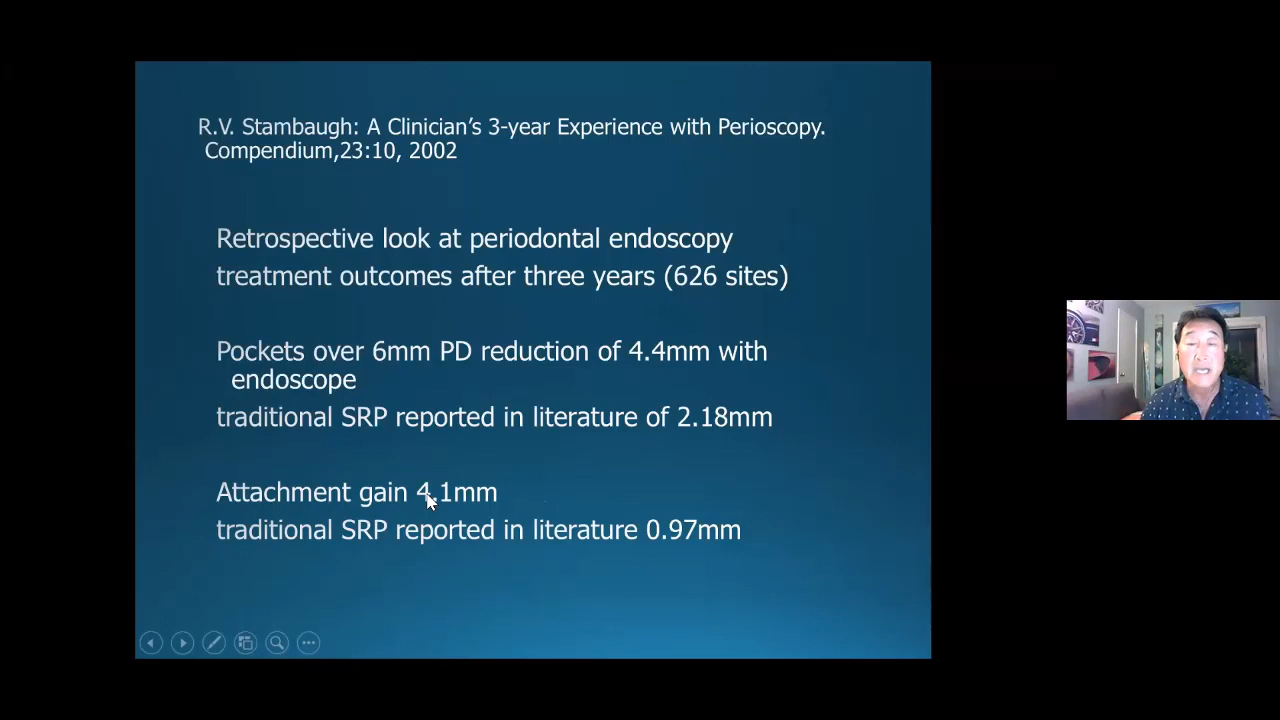 R.V. Stambaugh: A Clinician's 3-year Experience with Perioscopy.
Compendium,23:10, 2002
Retrospective look at periodontal endoscopy
treatment outcomes after three years (626 sites)
Pockets over 6mm PD reduction of 4.4mm with
endoscope
traditional SRP reported in literature of 2.18mm
Attachment gain 4.1mm
traditional SRP reported in literature 0.97mm